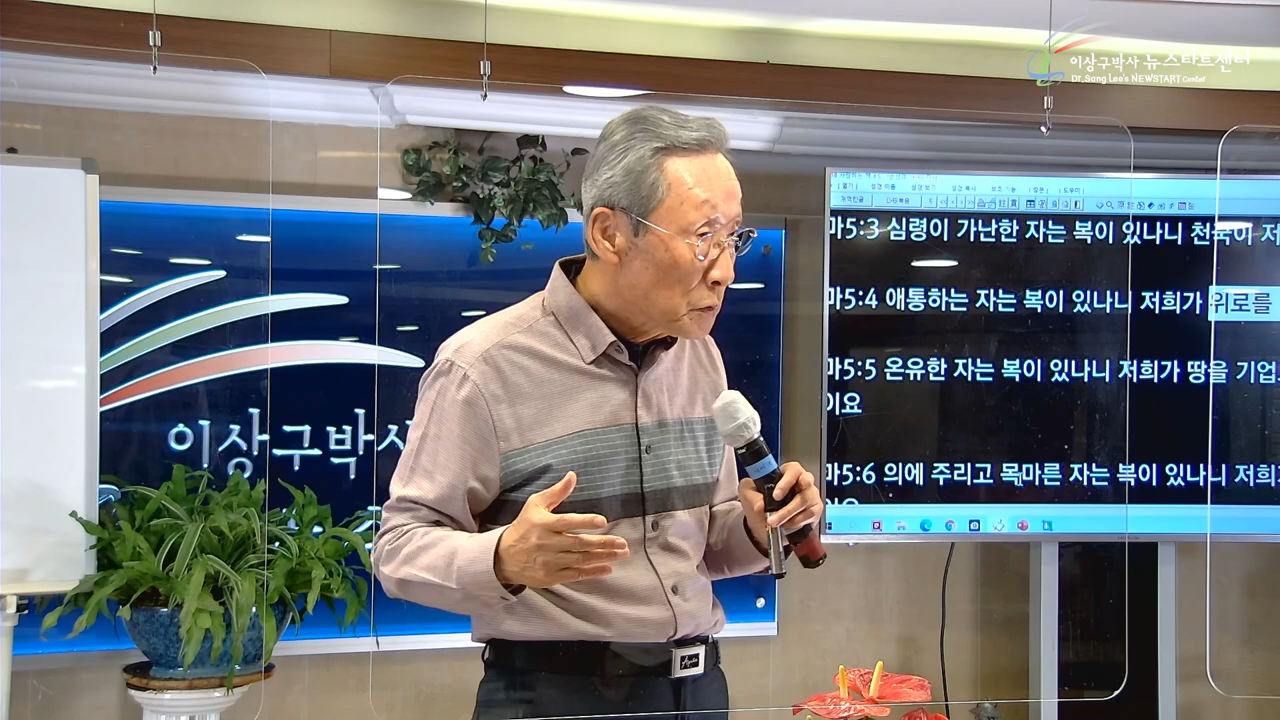 이상구박사 뉴스타트센터
Dr. Sang Lee's NEWSTART Center
이상구박사
개역한글
마5:3 심령이 가난한 자는 복이 있나니 천국이 저
마5:4 애통하는 자는 복이 있나니 저희가 위로를
마5:5 온유한 자는 복이 있나니 저희가 땅을 기업
이요
마5:6 의에 주리고 목마른 자는 복이 있나니 저희